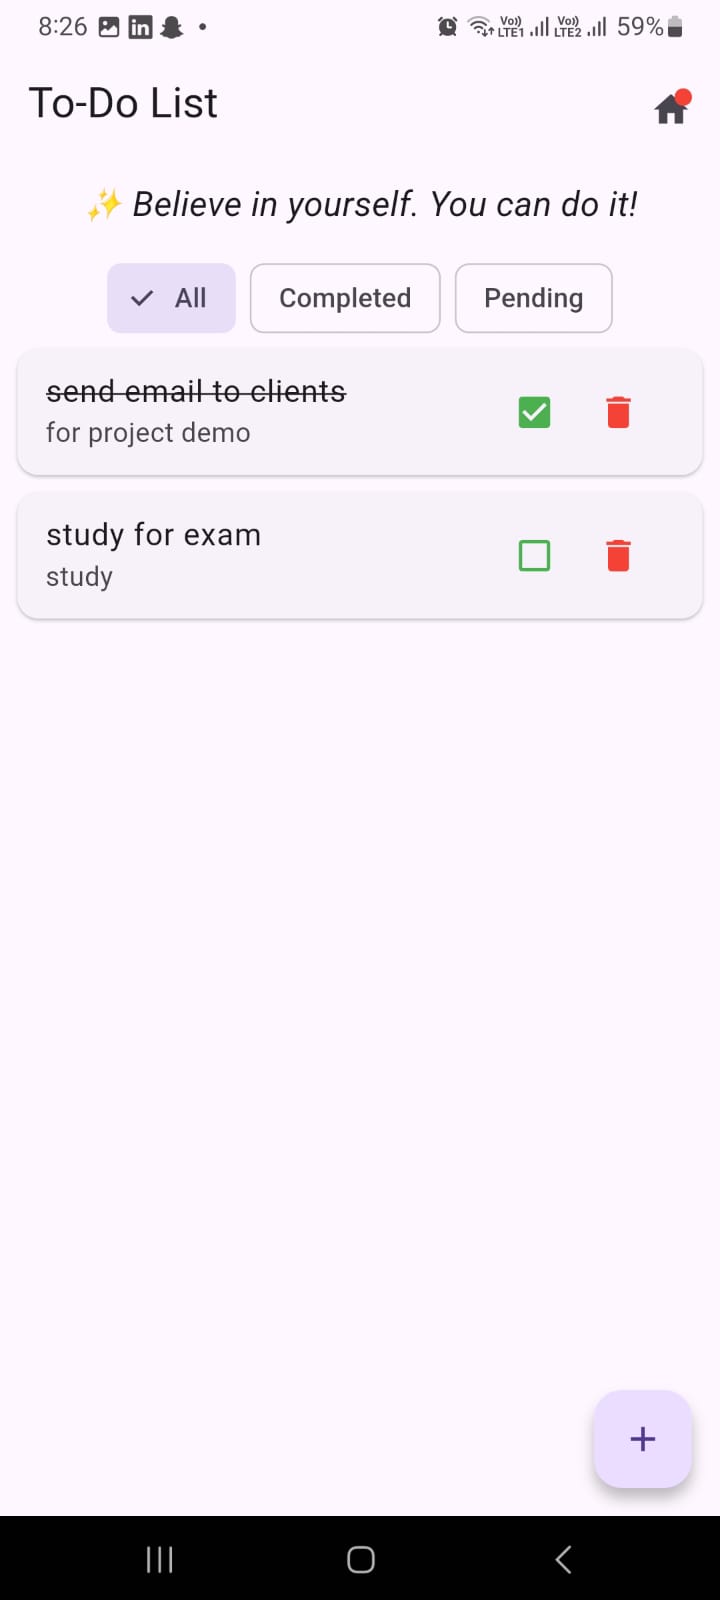 8:26 in Vo)) LTE1 Vo)) LTE2 59%
To-Do List
✨ Believe in yourself. You can do it!
All Completed Pending
send email to clients
for project demo
study for exam
study